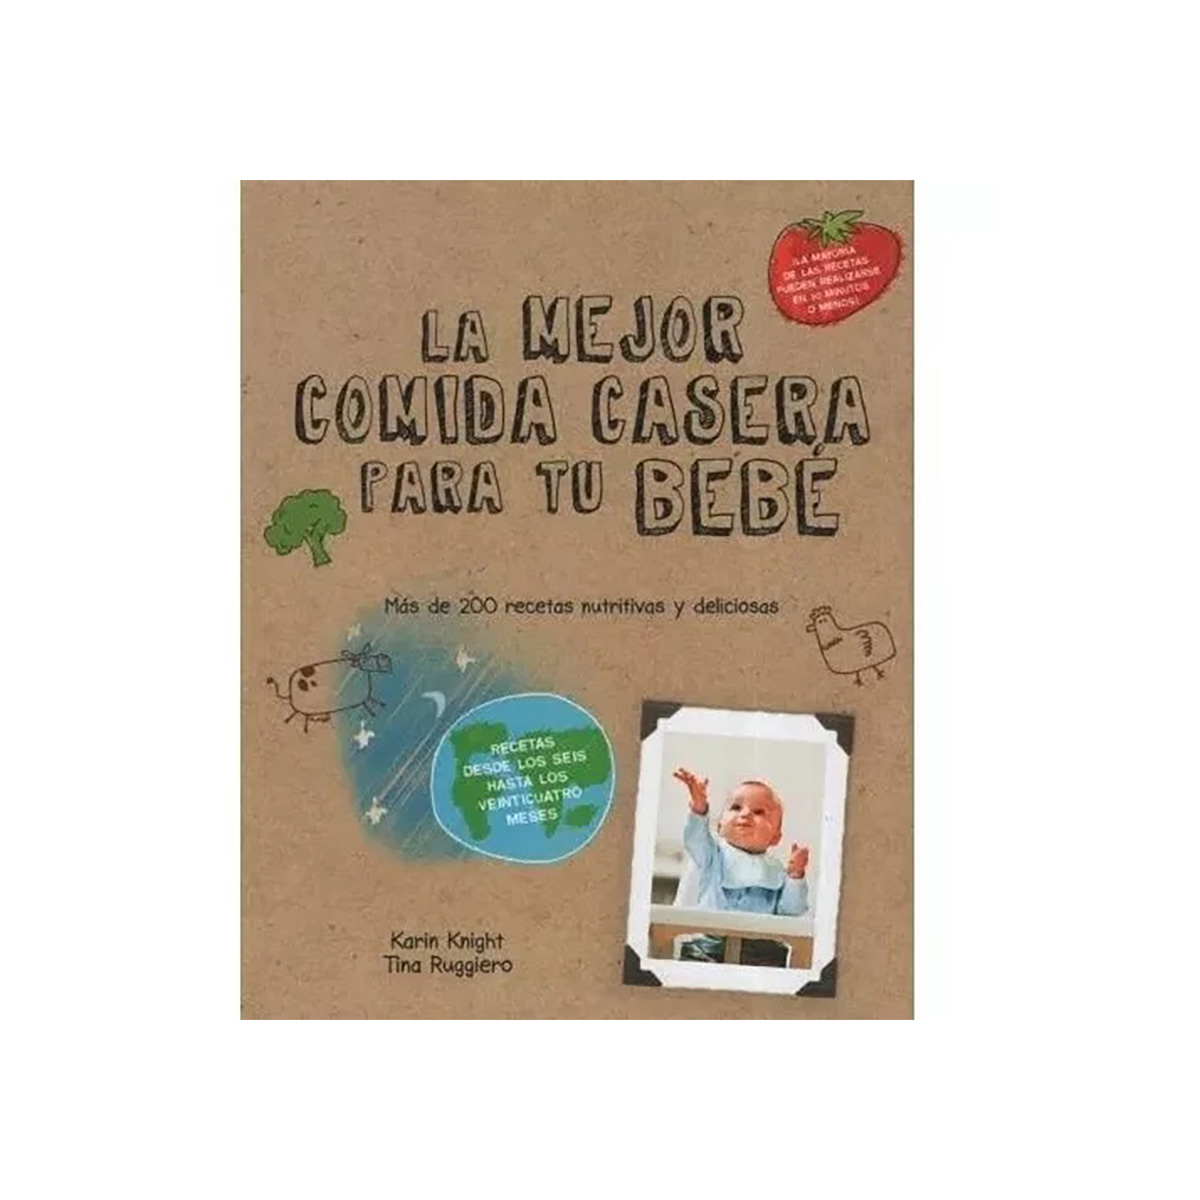 ¡LA MAYORÍA
DE LAS RECETAS
PUEDEN REALIZARSE
EN 30 MINUTOS
O MENOS!
LA MEJOR
COMIDA CASERA
PARA TU BEBÉ
Más de 200 recetas nutritivas y deliciosas
RECETAS
DESDE LOS SEIS
HASTA LOS
VEINTICUATRO
MESES
Karin Knight
Tina Ruggiero